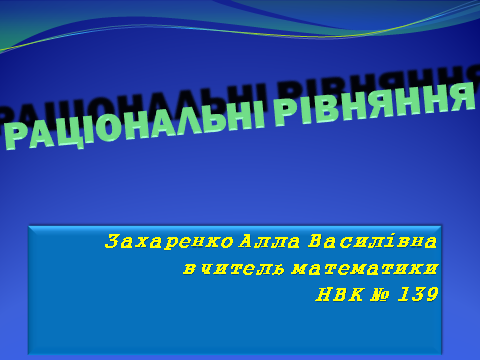 РАЦІОНАЛЬНІ РІВНЯННЯ
Захаренко Алла Василівна
вчитель математики
НВК № 139